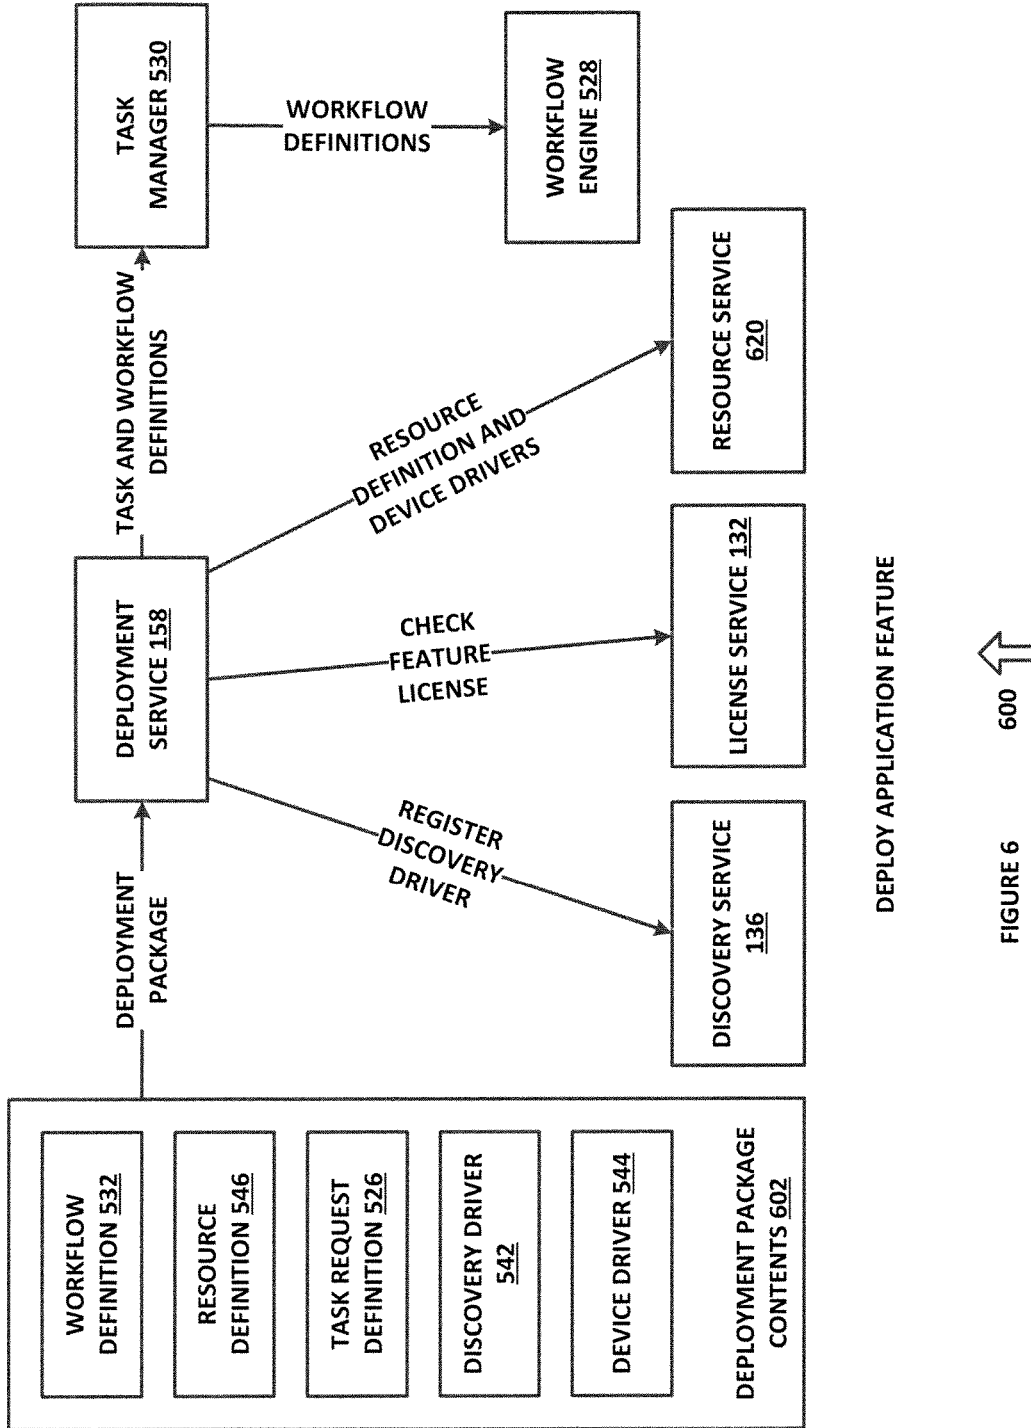 WORKFLOW
DEFINITION 532
RESOURCE
DEFINITION 546
TASK REQUEST
DEFINITION 526
DISCOVERY DRIVER
542
DEVICE DRIVER 544
DEPLOYMENT PACKAGE
CONTENTS 602
DEPLOYMENT
PACKAGE
DEPLOYMENT
SERVICE 158
TASK AND WORKFLOW
DEFINITIONS
TASK
MANAGER 530
WORKFLOW
DEFINITIONS
WORKFLOW
ENGINE 528
REGISTER
DISCOVERY
DRIVER
CHECK
FEATURE
LICENSE
RESOURCE
DEFINITION AND
DEVICE DRIVERS
DISCOVERY SERVICE
136
LICENSE SERVICE 132
RESOURCE SERVICE
620
DEPLOY APPLICATION FEATURE
FIGURE 6
600